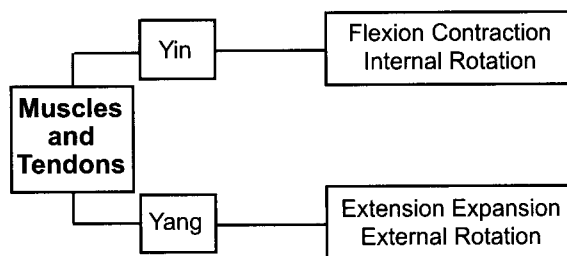 Yin
Flexion Contraction
Internal Rotation
Muscles
and
Tendons
Yang
Extension Expansion
External Rotation